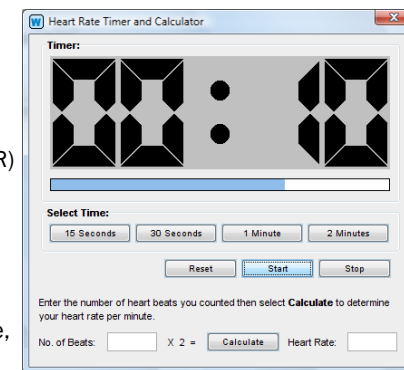 W Heart Rate Timer and Calculator
Timer:
00:10
R)
Select Time:
15 Seconds 30 Seconds 1 Minute 2 Minutes
Reset Start Stop
Enter the number of heart beats you counted then select Calculate to determine
your heart rate per minute.
e,
No. of Beats: X 2 = Calculate Heart Rate: